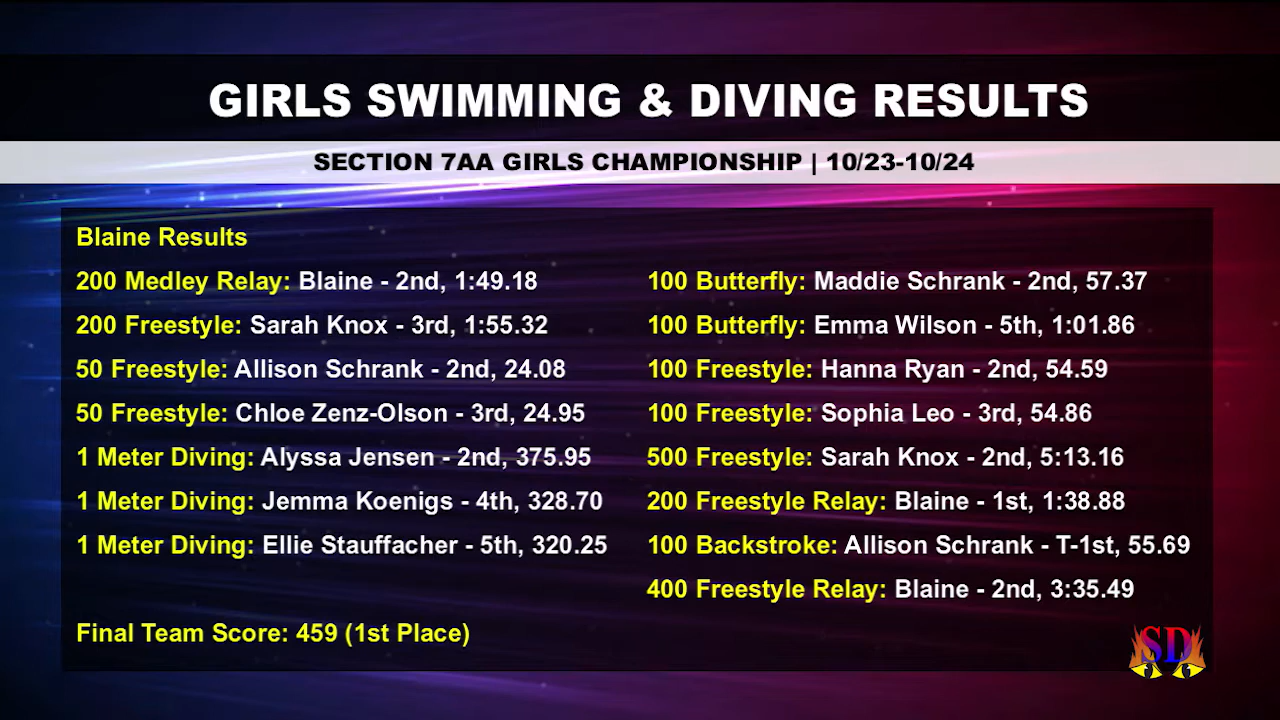 GIRLS SWIMMING & DIVING RESULTS
SECTION 7AA GIRLS CHAMPIONSHIP | 10/23-10/24
Blaine Results
200 Medley Relay: Blaine - 2nd, 1:49.18
200 Freestyle: Sarah Knox - 3rd, 1:55.32
50 Freestyle: Allison Schrank - 2nd, 24.08
50 Freestyle: Chloe Zenz-Olson - 3rd, 24.95
1 Meter Diving: Alyssa Jensen - 2nd, 375.95
1 Meter Diving: Jemma Koenigs - 4th, 328.70
1 Meter Diving: Ellie Stauffacher - 5th, 320.25
Final Team Score: 459 (1st Place)
100 Butterfly: Maddie Schrank - 2nd, 57.37
100 Butterfly: Emma Wilson - 5th, 1:01.86
100 Freestyle: Hanna Ryan - 2nd, 54.59
100 Freestyle: Sophia Leo - 3rd, 54.86
500 Freestyle: Sarah Knox - 2nd, 5:13.16
200 Freestyle Relay: Blaine - 1st, 1:38.88
100 Backstroke: Allison Schrank - T-1st, 55.69
400 Freestyle Relay: Blaine - 2nd, 3:35.49
SD